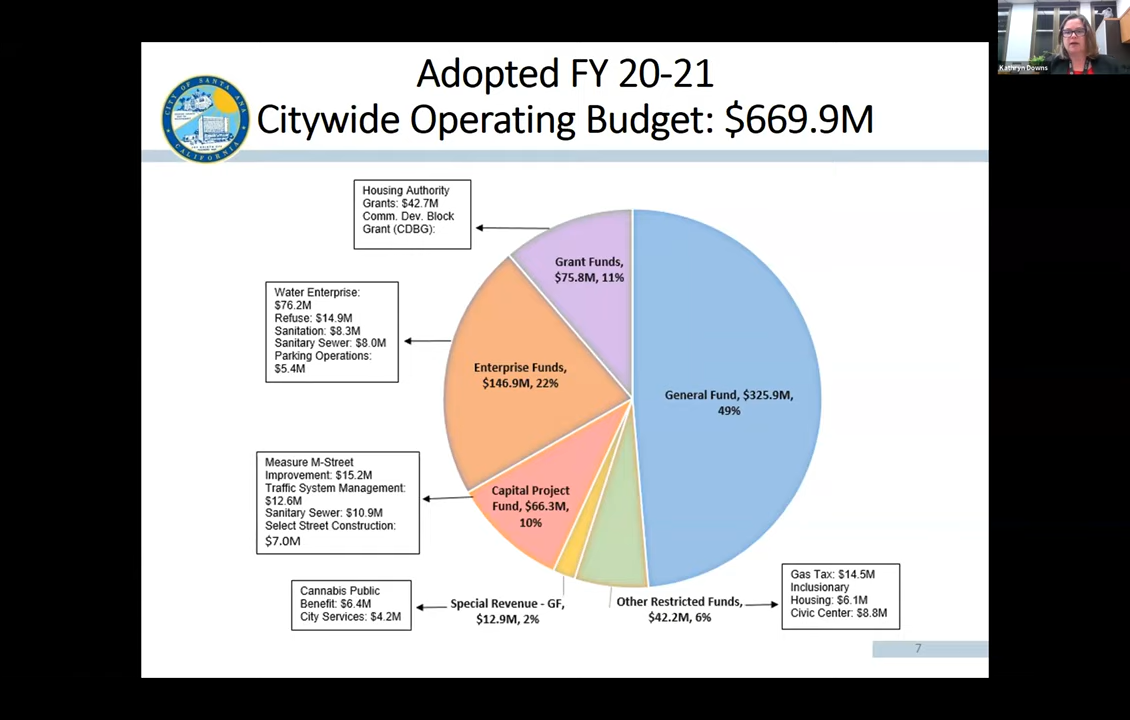 Kathryn Downs
Adopted FY 20-21
Citywide Operating Budget: $669.9M
CITY OF SANTA ANA
CALIFORNIA
Housing Authority
Grants: $42.7M
Comm. Dev. Block
Grant (CDBG):
Grant Funds,
$75.8M, 11%
Water Enterprise:
$76.2M
Refuse: $14.9M
Sanitation: $8.3M
Sanitary Sewer: $8.0M
Parking Operations:
$5.4M
Enterprise Funds,
$146.9M, 22%
General Fund, $325.9M,
49%
Measure M-Street
Improvement: $15.2M
Traffic System Management:
$12.6M
Sanitary Sewer: $10.9M
Select Street Construction:
$7.0M
Capital Project
Fund, $66.3M,
10%
Cannabis Public
Benefit: $6.4M
City Services: $4.2M
Special Revenue - GF,
$12.9M, 2%
Other Restricted Funds,
$42.2M, 6%
Gas Tax: $14.5M
Inclusionary
Housing: $6.1M
Civic Center: $8.8M
7